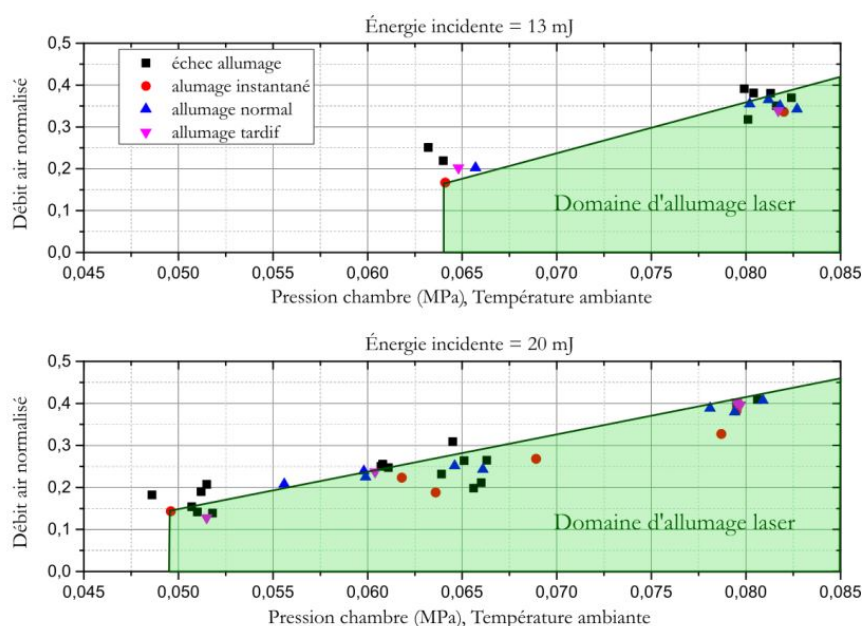 Énergie incidente = 13 mJ
0,5
0,4
0,3
0,2
0,1
0,0
Débit air normalisé
échec allumage
alumage instantané
allumage normal
allumage tardif
Domaine d'allumage laser
0,045 0,050 0,055 0,060 0,065 0,070 0,075 0,080 0,085
Pression chambre (MPa), Température ambiante
Énergie incidente = 20 mJ
0,5
0,4
0,3
0,2
0,1
0,0
Débit air normalisé
Domaine d'allumage laser
0,045 0,050 0,055 0,060 0,065 0,070 0,075 0,080 0,085
Pression chambre (MPa), Température ambiante